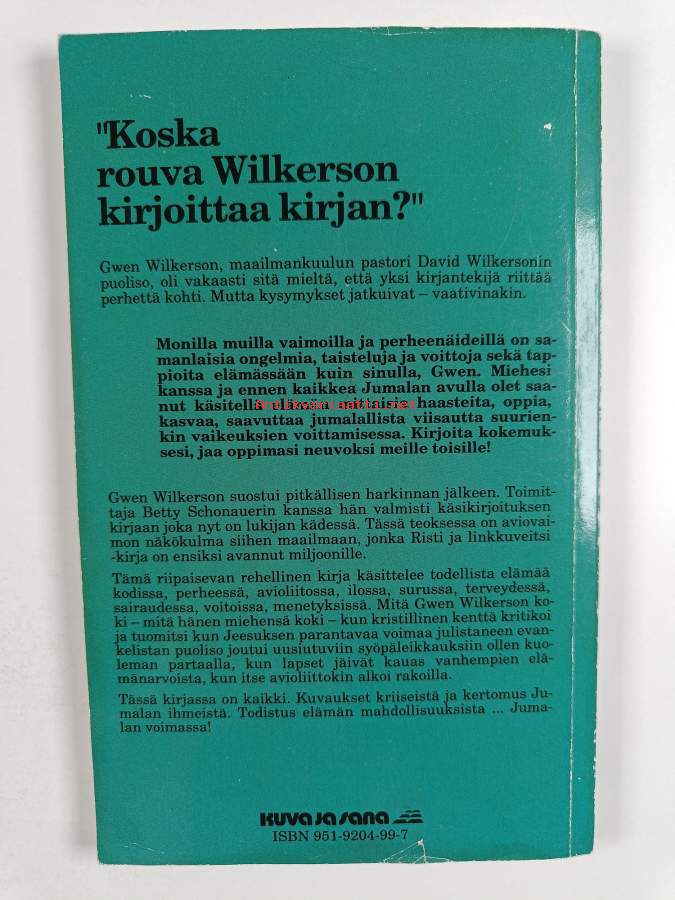 "Koska
rouva Wilkerson
kirjoittaa kirjan?"
Gwen Wilkerson, maailmankuulun pastori David Wilkersonin
puoliso, oli vakaasti sitä mieltä, että yksi kirjantekijä riittää
perhettä kohti. Mutta kysymykset jatkuivat – vaativinakin.
Monilla muilla vaimoilla ja perheenäideillä on sa-
manlaisia ongelmia, taisteluja ja voittoja sekä tap-
pioita elämässään kuin sinulla, Gwen. Miehesi
kanssa ja ennen kaikkea Jumalan avulla olet saa-
nut käsitellä elämän haasteita, oppia,
kasvaa, saavuttaa jumalallista viisautta suurien-
kin vaikeuksien voittamisessa. Kirjoita kokemuk-
sesi, jaa oppimasi neuvoksi meille toisille!
Antikvariaatta.net
Gwen Wilkerson suostui pitkällisen harkinnan jälkeen. Toimit-
taja Betty Schonauerin kanssa hän valmisti käsikirjoituksen
kirjaan joka nyt on lukijan kädessä. Tässä teoksessa on aviovai-
mon näkökulma siihen maailmaan, jonka Risti ja linkkuveitsi
-kirja on ensiksi avannut miljoonille.
Tämä riipaisevan rehellinen kirja käsittelee todellista elämää
kodissa, perheessä, avioliitossa, ilossa, surussa, terveydessä,
sairaudessa, voitoissa, menetyksissä. Mitä Gwen Wilkerson ko-
ki – mitä hänen miehensä koki – kun kristillinen kenttä kritikoi
ja tuomitsi kun Jeesuksen parantavaa voimaa julistaneen evan-
kelistan puoliso joutui uusiutuviin syöpäleikkauksiin ollen kuo-
leman partaalla, kun lapset jäivät kauas vanhempien elä-
mänarvoista, kun itse avioliittokin alkoi rakoilla.
Tässä kirjassa on kaikki. Kuvaukset kriiseistä ja kertomus Ju-
malan ihmeistä. Todistus elämän mahdollisuuksista ... Juma-
lan voimassa!
kuva ja sana
ISBN 951-9204-99-7